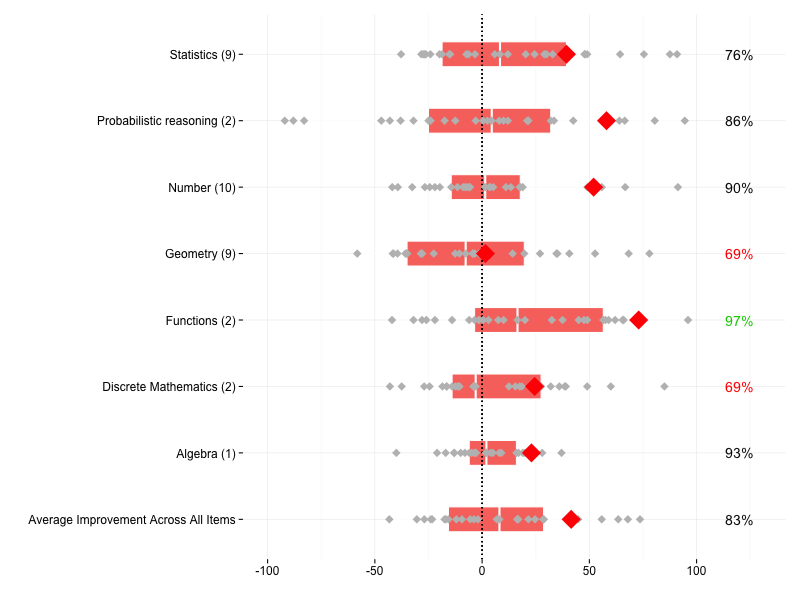 Statistics (9) 76%
Probabilistic reasoning (2) 86%
Number (10) 90%
Geometry (9) 69%
Functions (2) 97%
Discrete Mathematics (2) 69%
Algebra (1) 93%
Average Improvement Across All Items 83%
-100 -50 0 50 100